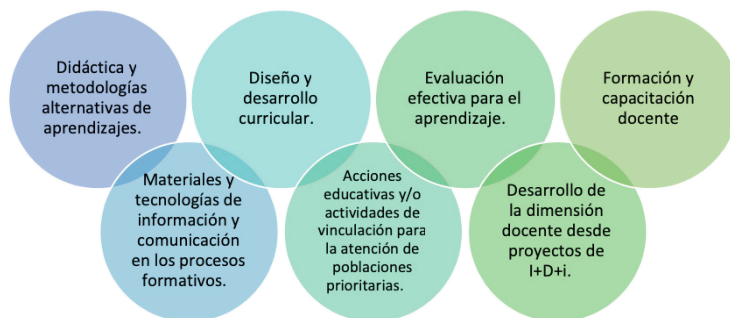 Didáctica y
metodologías
alternativas de
aprendizajes.
Diseño y
desarrollo
curricular.
Evaluación
efectiva para el
aprendizaje.
Formación y
capacitación
docente
Materiales y
tecnologías de
información y
comunicación
en los procesos
formativos.
Acciones
educativas y/o
actividades de
vinculación para
la atención de
poblaciones
prioritarias.
Desarrollo de
la dimensión
docente desde
proyectos de
I+D+i.